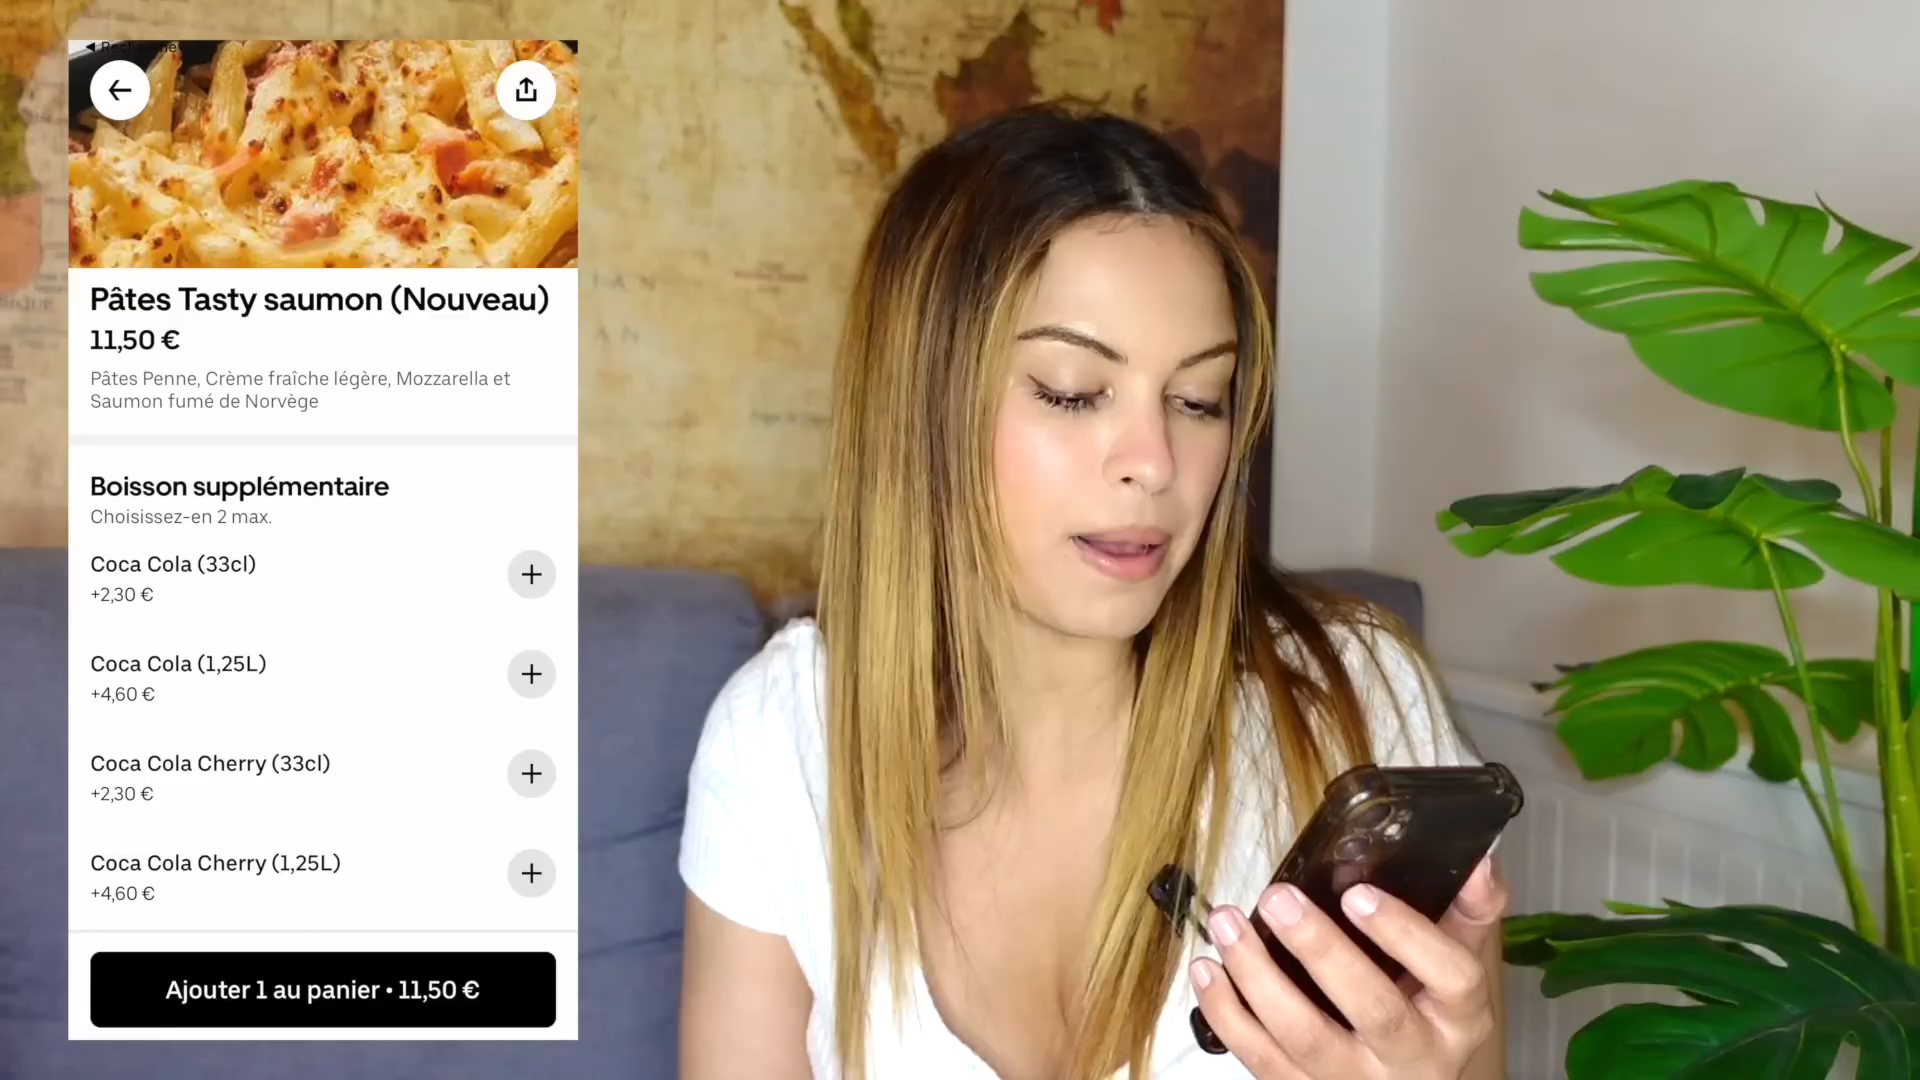 Pâtes Tasty saumon (Nouveau)
11,50 €
Pâtes Penne, Crème fraîche légère, Mozzarella et
Saumon fumé de Norvège
Boisson supplémentaire
Choisissez-en 2 max.
Coca Cola (33cl)
+2,30 €
Coca Cola (1,25L)
+4,60 €
Coca Cola Cherry (33cl)
+2,30 €
Coca Cola Cherry (1,25L)
+4,60 €
Ajouter 1 au panier • 11,50 €